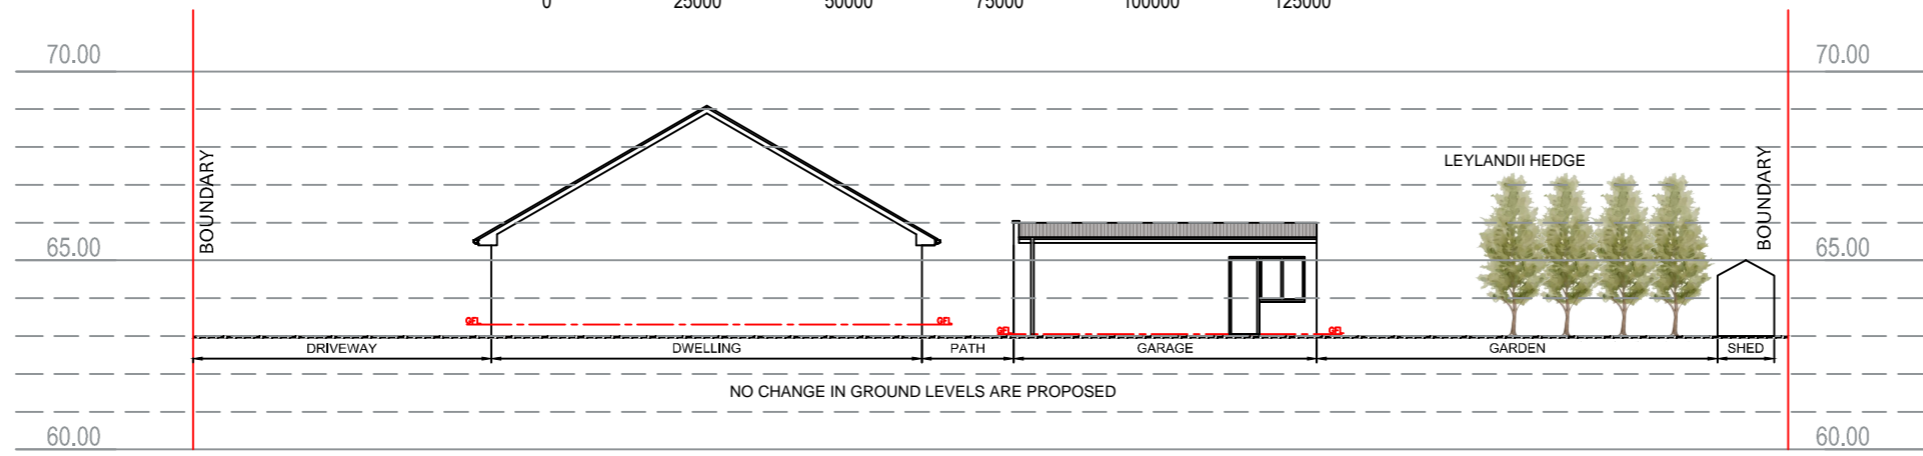 0 25000 50000 75000 100000 125000
70.00 70.00
BOUNDARY
LEYLANDII HEDGE
BOUNDARY
65.00 65.00
GFL GFL GFL GFL
DRIVEWAY DWELLING PATH GARAGE GARDEN SHED
NO CHANGE IN GROUND LEVELS ARE PROPOSED
60.00 60.00